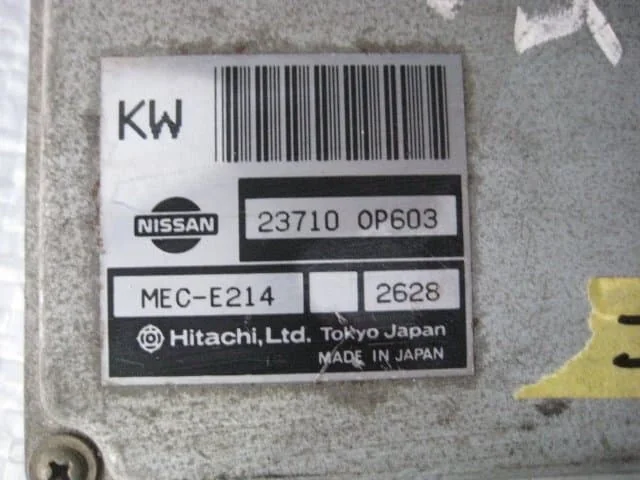 KW
NISSAN
23710 0P603
MEC-E214
2628
Hitachi, Ltd. Tokyo Japan
MADE IN JAPAN